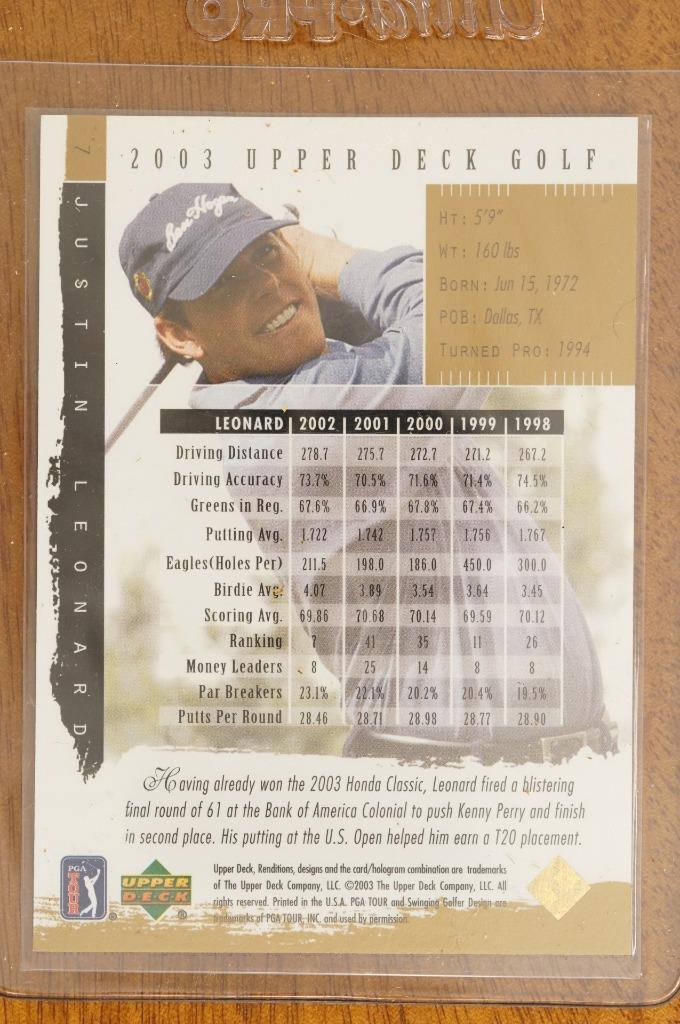 ULTRA·PRO
7
2003 UPPER DECK GOLF
JUSTIN LEONARD
Ben Hogan
HT: 5'9"
WT: 160 lbs
BORN: Jun 15, 1972
POB: Dallas, TX
TURNED PRO: 1994
LEONARD 2002 2001 2000 1999 1998
Driving Distance 278.7 275.7 272.7 271.2 267.2
Driving Accuracy 73.7% 70.5% 71.6% 71.4% 74.5%
Greens in Reg. 67.6% 66.9% 67.8% 67.4% 66.2%
Putting Avg. 1.722 1.742 1.757 1.756 1.767
Eagles(Holes Per) 211.5 198.0 186.0 450.0 300.0
Birdie Avg. 4.07 3.89 3.54 3.64 3.45
Scoring Avg. 69.86 70.68 70.14 69.59 70.12
Ranking 7 41 35 11 26
Money Leaders 8 25 14 8 8
Par Breakers 23.1% 22.1% 20.2% 20.4% 19.5%
Putts Per Round 28.46 28.71 28.98 28.77 28.90
Having already won the 2003 Honda Classic, Leonard fired a blistering
final round of 61 at the Bank of America Colonial to push Kenny Perry and finish
in second place. His putting at the U.S. Open helped him earn a T20 placement.
PGA TOUR ®
UPPER DECK ®
Upper Deck, Renditions, designs and the card/hologram combination are trademarks
of The Upper Deck Company, LLC. ©2003 The Upper Deck Company, LLC. All
rights reserved. Printed in the U.S.A. PGA TOUR and Swinging Golfer Design are
trademarks of PGA TOUR, INC. and used by permission.